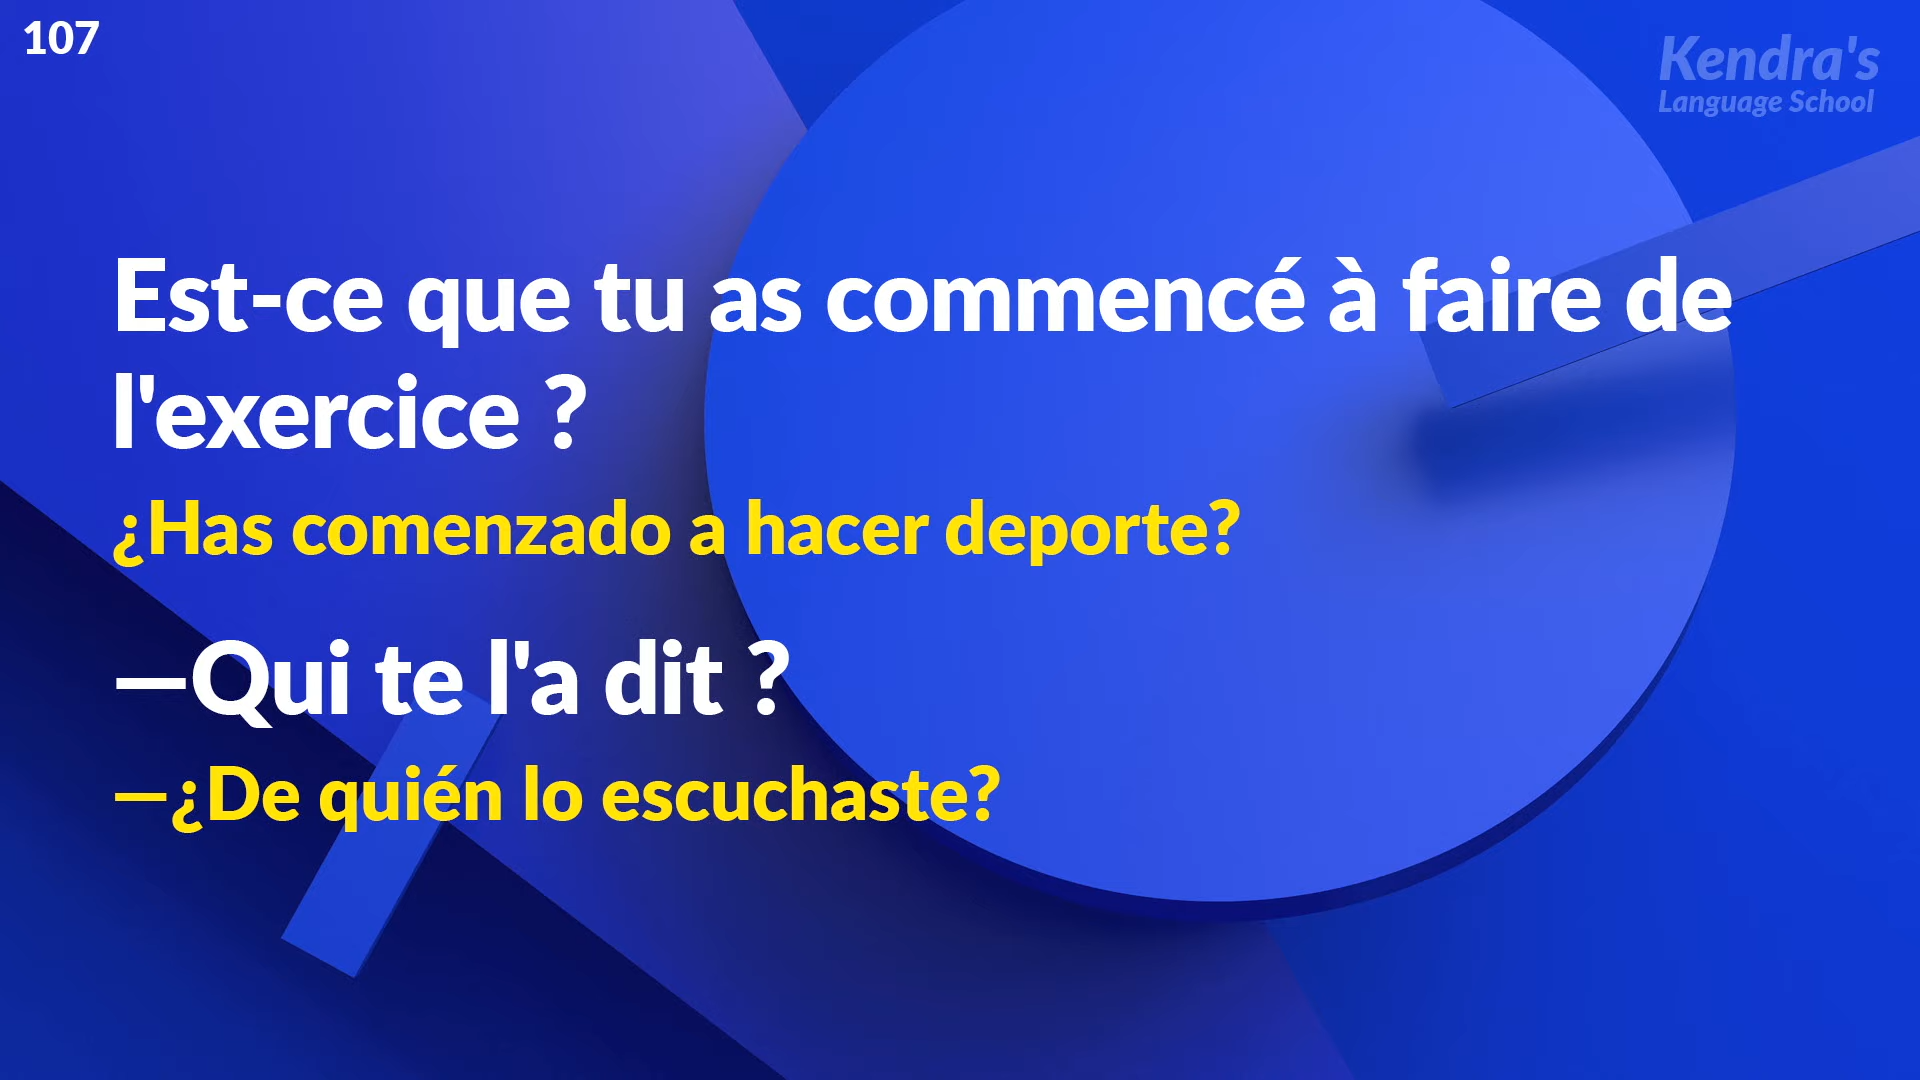 107
Kendra's
Language School
Est-ce que tu as commencé à faire de
l'exercice ?
¿Has comenzado a hacer deporte?
—Qui te l'a dit ?
—¿De quién lo escuchaste?